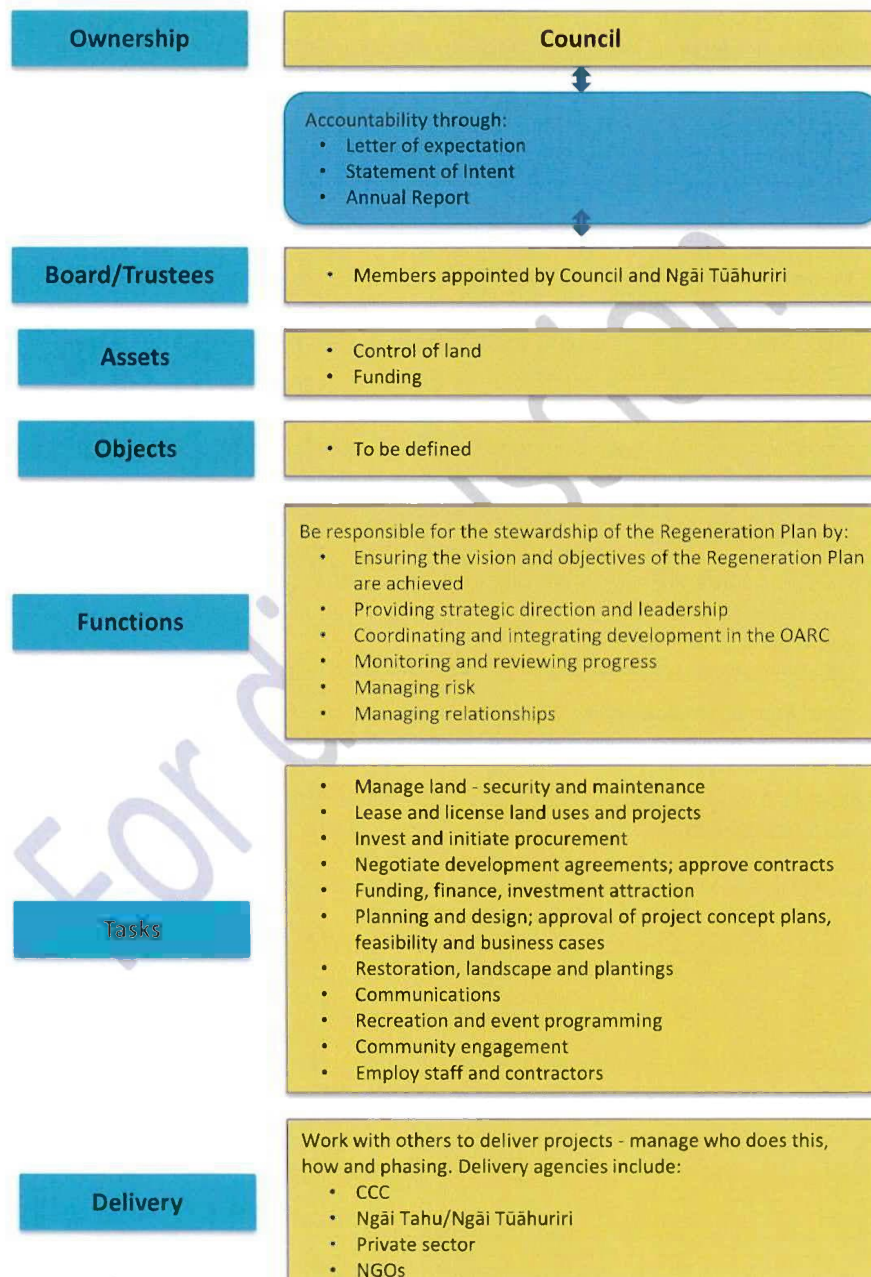 Ownership
Council
Accountability through:
• Letter of expectation
• Statement of Intent
• Annual Report
Board/Trustees
• Members appointed by Council and Ngāi Tūāhuriri
Assets
• Control of land
• Funding
Objects
• To be defined
Functions
Be responsible for the stewardship of the Regeneration Plan by:
• Ensuring the vision and objectives of the Regeneration Plan
are achieved
• Providing strategic direction and leadership
• Coordinating and integrating development in the OARC
• Monitoring and reviewing progress
• Managing risk
• Managing relationships
Tasks
• Manage land - security and maintenance
• Lease and license land uses and projects
• Invest and initiate procurement
• Negotiate development agreements; approve contracts
• Funding, finance, investment attraction
• Planning and design; approval of project concept plans,
feasibility and business cases
• Restoration, landscape and plantings
• Communications
• Recreation and event programming
• Community engagement
• Employ staff and contractors
Delivery
Work with others to deliver projects - manage who does this,
how and phasing. Delivery agencies include:
• CCC
• Ngāi Tahu/Ngāi Tūāhuriri
• Private sector
• NGOs
For discussion